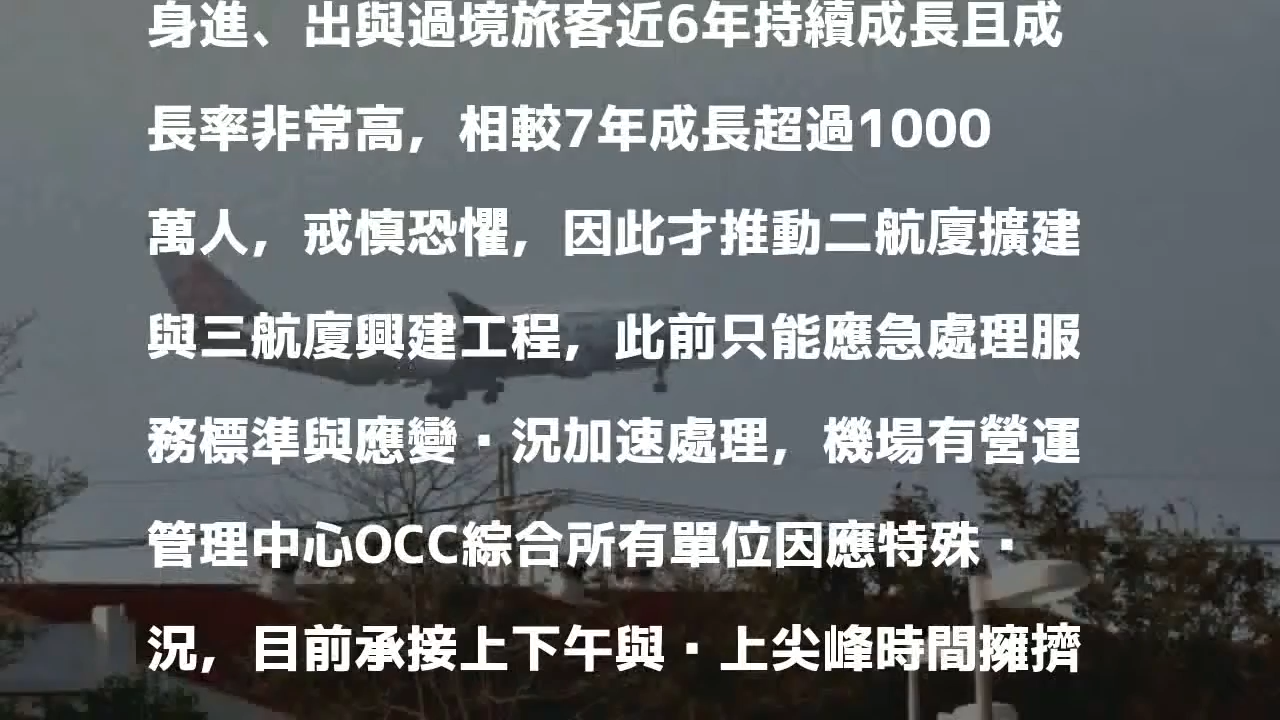 身進、出與過境旅客近6年持續成長且成
長率非常高，相較7年成長超過1000
萬人，戒慎恐懼，因此才推動二航廈擴建
與三航廈興建工程，此前只能應急處理服
務標準與應變·況加速處理，機場有營運
管理中心OCC綜合所有單位因應特殊·
況，目前承接上下午與·上尖峰時間擁擠